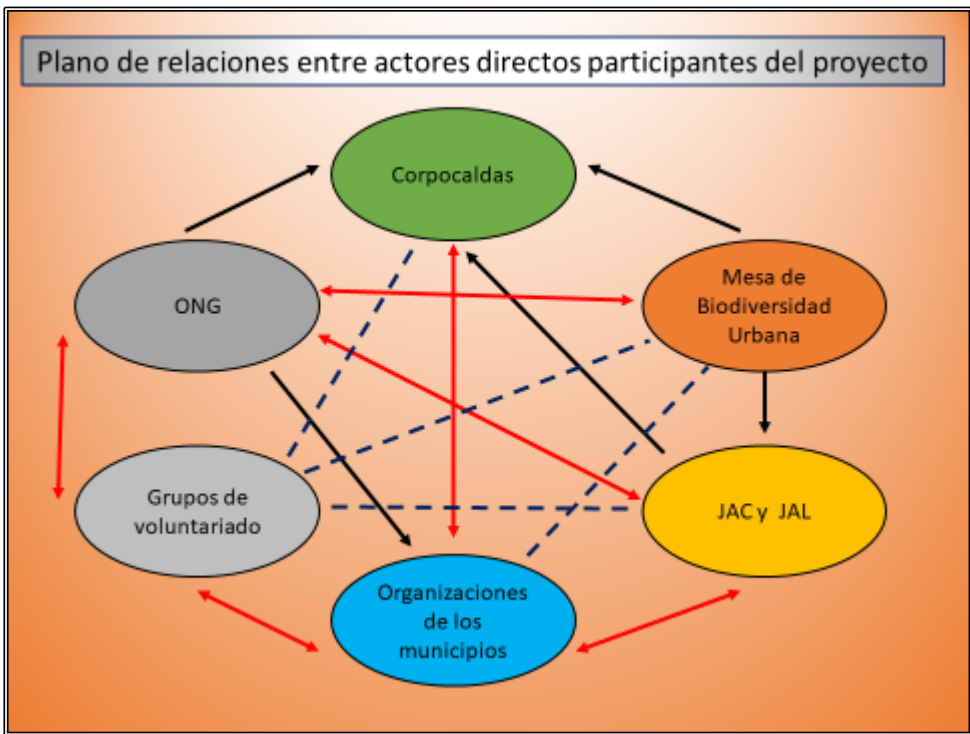 Plano de relaciones entre actores directos participantes del proyecto
Corpocaldas
ONG
Mesa de
Biodiversidad
Urbana
Grupos de
voluntariado
JAC y JAL
Organizaciones
de los
municipios